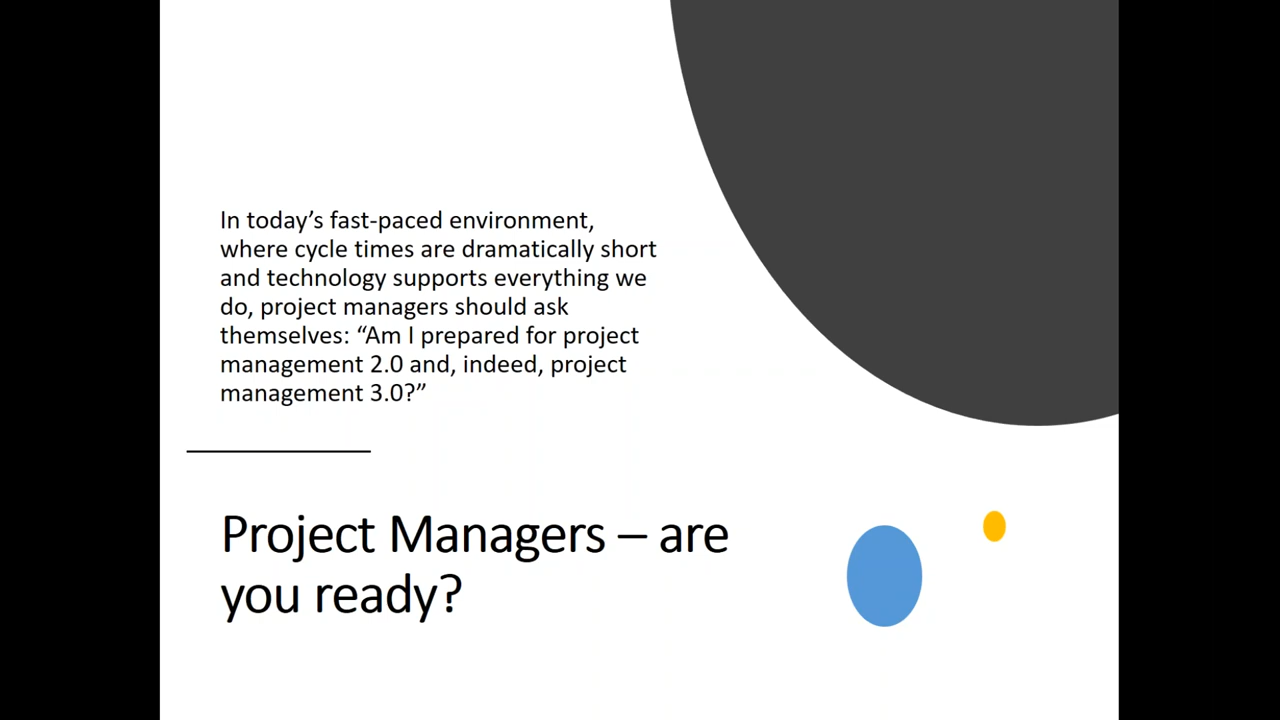 In today’s fast-paced environment,
where cycle times are dramatically short
and technology supports everything we
do, project managers should ask
themselves: “Am I prepared for project
management 2.0 and, indeed, project
management 3.0?”
Project Managers – are
you ready?